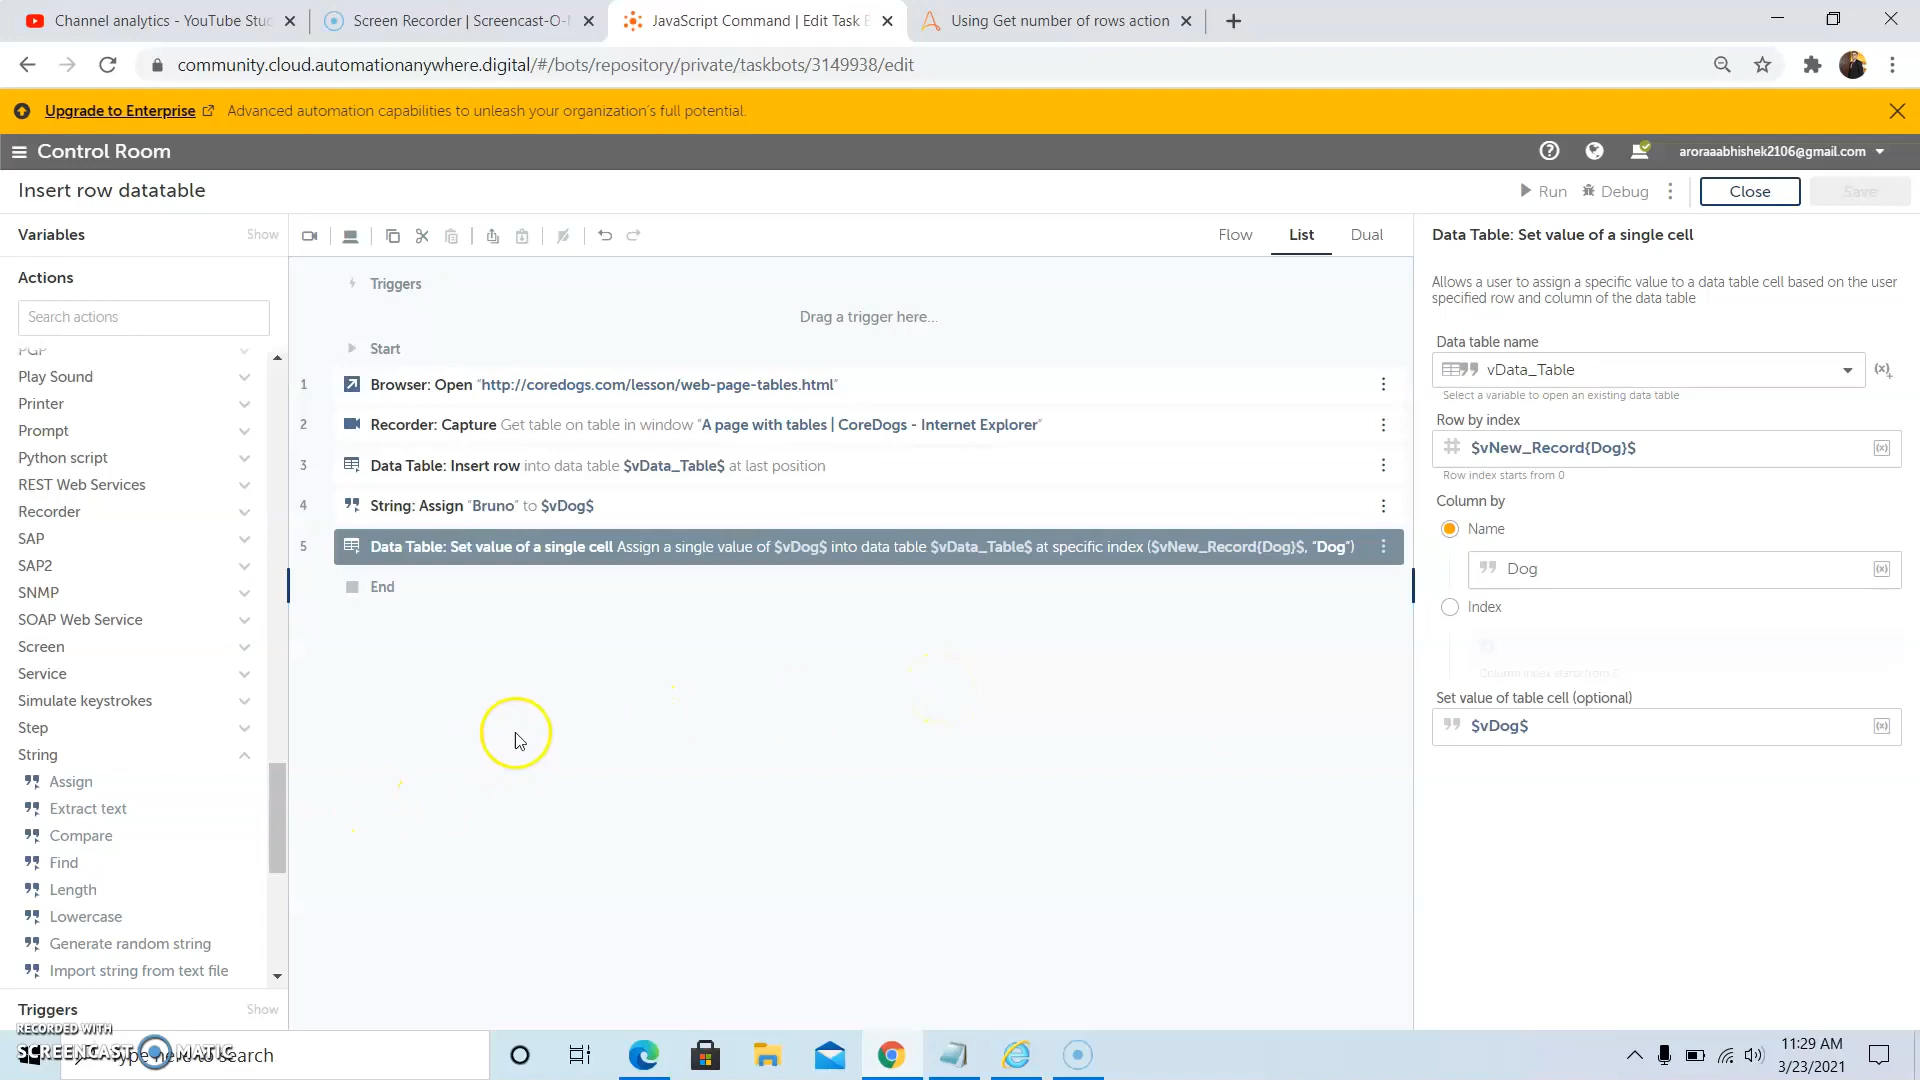 Channel analytics - YouTube Stu
Screen Recorder | Screencast-O-
JavaScript Command | Edit Task B
Using Get number of rows action
community.cloud.automationanywhere.digital/#/bots/repository/private/taskbots/3149938/edit
Upgrade to Enterprise Advanced automation capabilities to unleash your organization's full potential.
Control Room
aroraaabhishek2106@gmail.com
Insert row datatable
Run Debug Close Save
Variables Show
Actions
Search actions
PGP
Play Sound
Printer
Prompt
Python script
REST Web Services
Recorder
SAP
SAP2
SNMP
SOAP Web Service
Screen
Service
Simulate keystrokes
Step
String
Assign
Extract text
Compare
Find
Length
Lowercase
Generate random string
Import string from text file
Triggers Show
Flow List Dual
Triggers
Drag a trigger here...
Start
1 Browser: Open "http://coredogs.com/lesson/web-page-tables.html"
2 Recorder: Capture Get table on table in window "A page with tables | CoreDogs - Internet Explorer"
3 Data Table: Insert row into data table $vData_Table$ at last position
4 String: Assign "Bruno" to $vDog$
5 Data Table: Set value of a single cell Assign a single value of $vDog$ into data table $vData_Table$ at specific index ($vNew_Record{Dog}$, "Dog")
End
Data Table: Set value of a single cell
Allows a user to assign a specific value to a data table cell based on the user
specified row and column of the data table
Data table name
vData_Table
Select a variable to open an existing data table
Row by index
$vNew_Record{Dog}$
Row index starts from 0
Column by
Name
Dog
Index
Column index starts from 0
Set value of table cell (optional)
$vDog$
RECORDED WITH
SCREENCAST MATIC
Type here to search
11:29 AM
3/23/2021